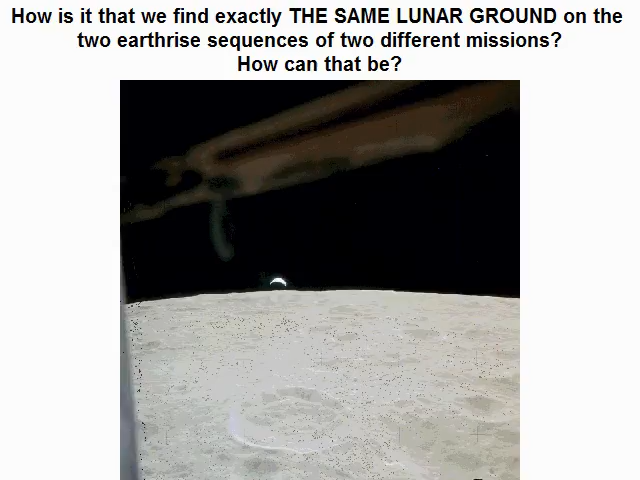 How is it that we find exactly THE SAME LUNAR GROUND on the
two earthrise sequences of two different missions?
How can that be?